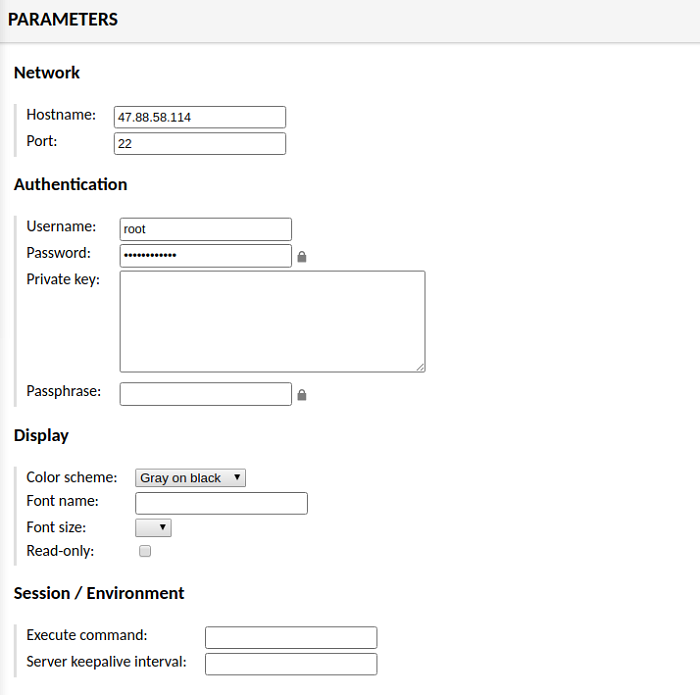 PARAMETERS
Network
Hostname: 47.88.58.114
Port: 22
Authentication
Username: root
Password: ••••••••••••
Private key:
Passphrase:
Display
Color scheme: Gray on black
Font name:
Font size:
Read-only:
Session / Environment
Execute command:
Server keepalive interval: